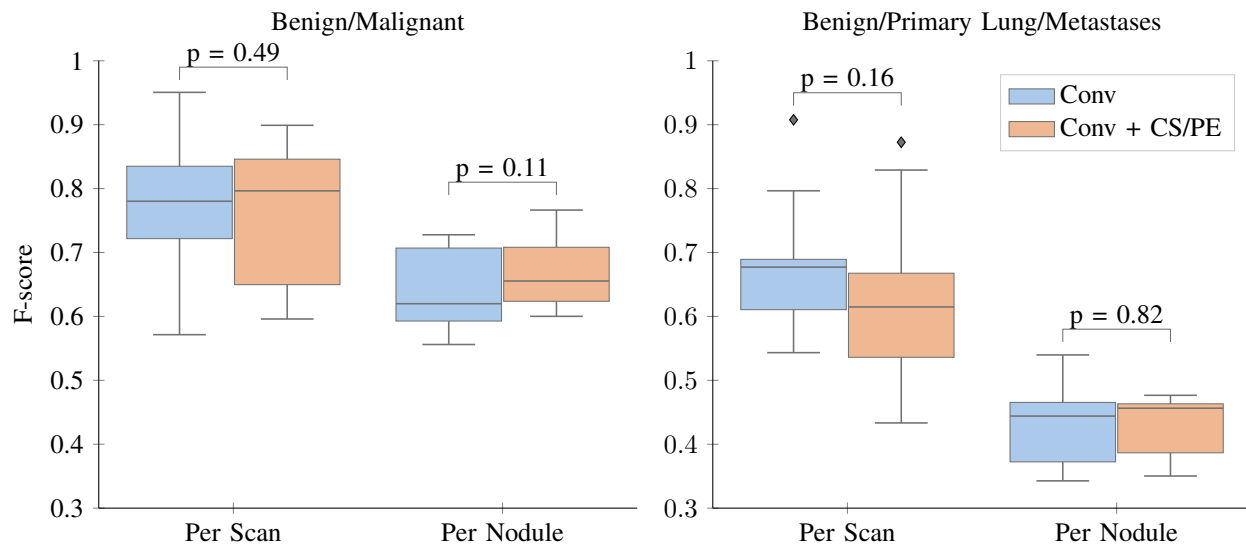 Benign/Malignant
F-score
1
0.9
0.8
0.7
0.6
0.5
0.4
0.3
p = 0.49
p = 0.11
Per Scan
Per Nodule
Benign/Primary Lung/Metastases
1
0.9
0.8
0.7
0.6
0.5
0.4
0.3
p = 0.16
p = 0.82
Conv
Conv + CS/PE
Per Scan
Per Nodule